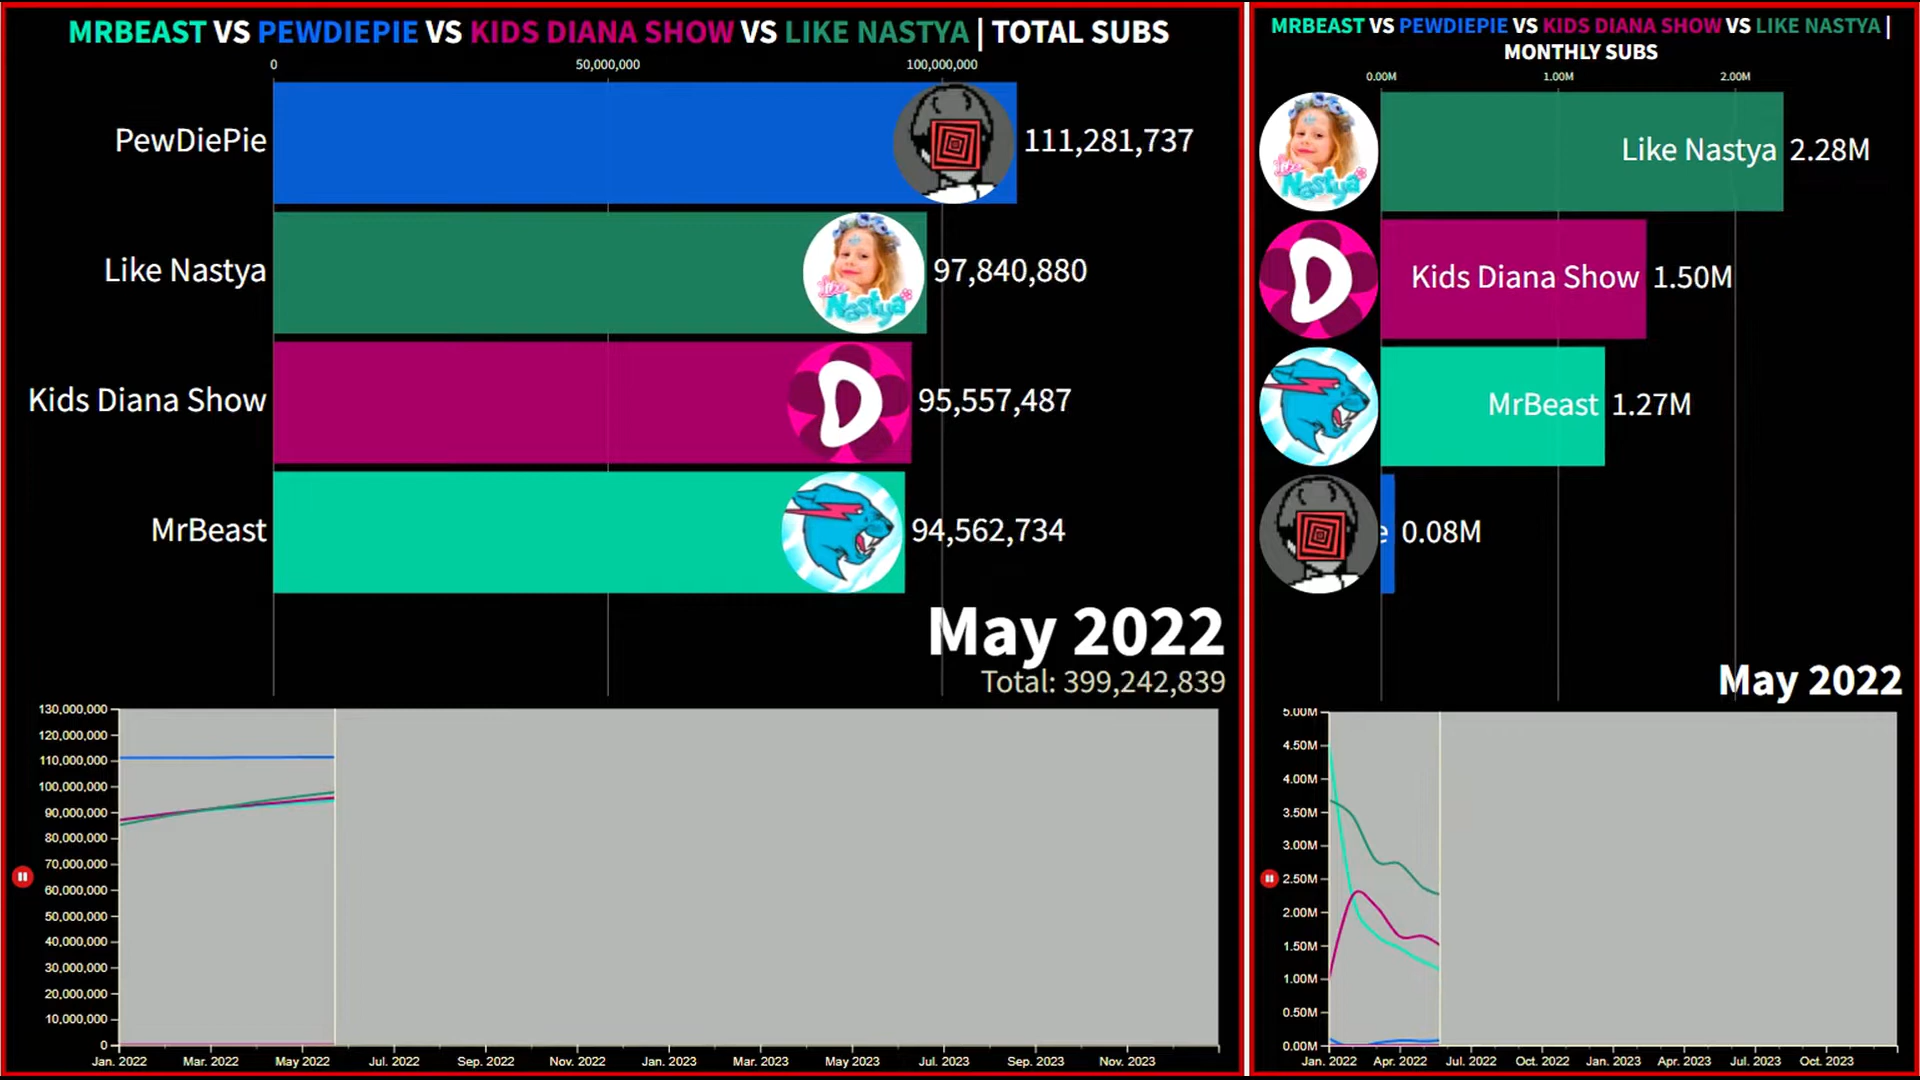 MRBEAST VS PEWDIEPIE VS KIDS DIANA SHOW VS LIKE NASTYA | TOTAL SUBS
0 50,000,000 100,000,000
PewDiePie 111,281,737
Like Nastya Like Nastya 97,840,880
Kids Diana Show D 95,557,487
MrBeast 94,562,734
May 2022
Total: 399,242,839
130,000,000
120,000,000
110,000,000
100,000,000
90,000,000
80,000,000
70,000,000
60,000,000
50,000,000
40,000,000
30,000,000
20,000,000
10,000,000
0
Jan. 2022 Mar. 2022 May 2022 Jul. 2022 Sep. 2022 Nov. 2022 Jan. 2023 Mar. 2023 May 2023 Jul. 2023 Sep. 2023 Nov. 2023
MRBEAST VS PEWDIEPIE VS KIDS DIANA SHOW VS LIKE NASTYA |
MONTHLY SUBS
0.00M 1.00M 2.00M
Like Nastya Like Nastya 2.28M
D Kids Diana Show 1.50M
MrBeast 1.27M
e 0.08M
May 2022
5.00M
4.50M
4.00M
3.50M
3.00M
2.50M
2.00M
1.50M
1.00M
0.50M
0.00M
Jan. 2022 Apr. 2022 Jul. 2022 Oct. 2022 Jan. 2023 Apr. 2023 Jul. 2023 Oct. 2023